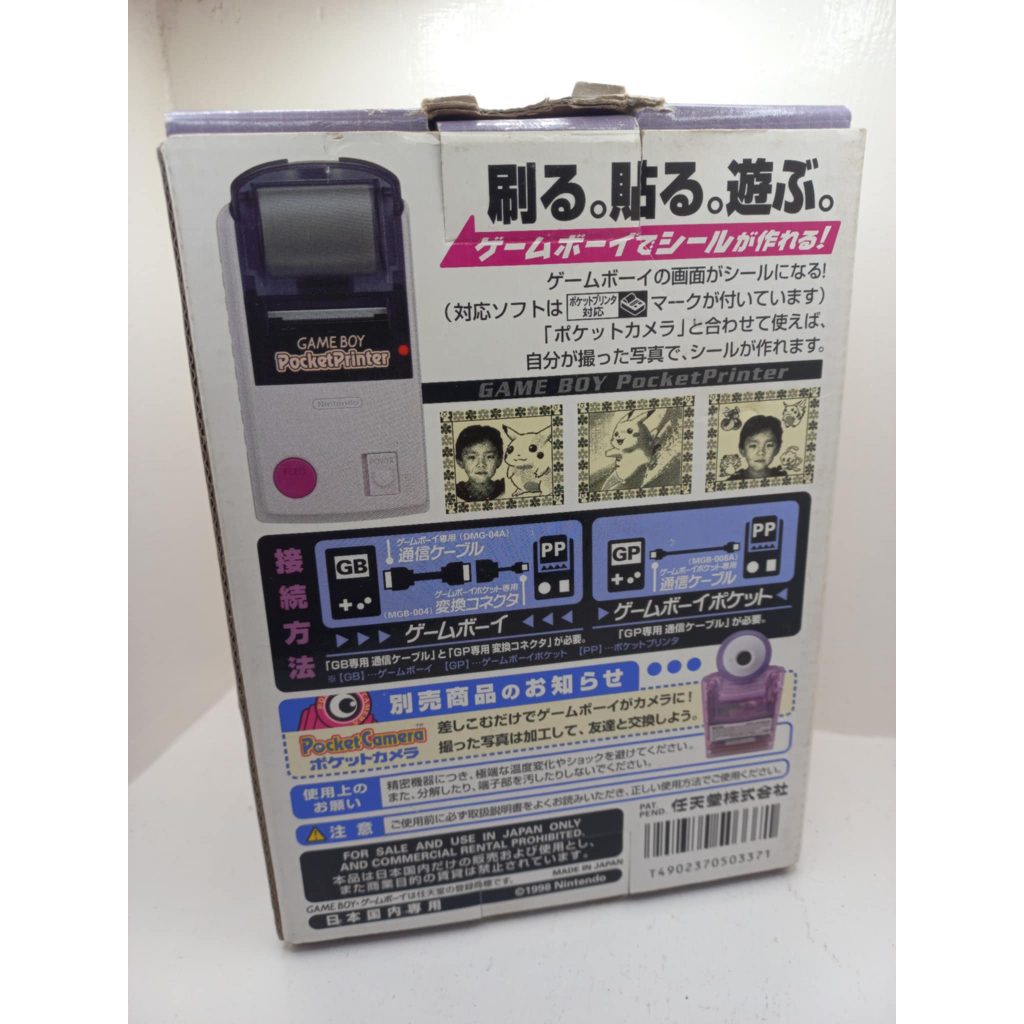 刷る。貼る。遊ぶ。
ゲームボーイでシールが作れる!
ゲームボーイの画面がシールになる!
(対応ソフトは ポケットプリンタ対応 マークが付いています)
「ポケットカメラ」と合わせて使えば、
自分が撮った写真で、シールが作れます。
GAME BOY PocketPrinter
GAME BOY
PocketPrinter
Nintendo
FEED
POWER
接続方法
GB
ゲームボーイ専用 (DMG-04A)
通信ケーブル
PP
ゲームボーイポケット専用
(MGB-004) 変換コネクタ
ゲームボーイ
「GB専用 通信ケーブル」と「GP専用 変換コネクタ」が必要。
GP
(MGB-008A)
ゲームボーイポケット専用
通信ケーブル
PP
ゲームボーイポケット
「GP専用 通信ケーブル」が必要。
※【GB】…ゲームボーイ 【GP】…ゲームボーイポケット 【PP】…ポケットプリンタ
別売商品のお知らせ
PocketCamera™
ポケットカメラ
差しこむだけでゲームボーイがカメラに!
撮った写真は加工して、友達と交換しよう。
使用上のお願い
精密機器につき、極端な温度変化やショックを避けてください。
また、分解したり、端子部を汚したりしないでください。
注意
ご使用前に必ず取扱説明書をよくお読みいただき、正しい使用方法でご使用ください。
FOR SALE AND USE IN JAPAN ONLY
AND COMMERCIAL RENTAL PROHIBITED.
本品は日本国内だけの販売および使用とし、
また商業目的の賃貸は禁止されています。
PAT. PEND. 任天堂株式会社
T4902370503371
MADE IN JAPAN
©1998 Nintendo
GAME BOY・ゲームボーイは任天堂の登録商標です。
日本国内専用